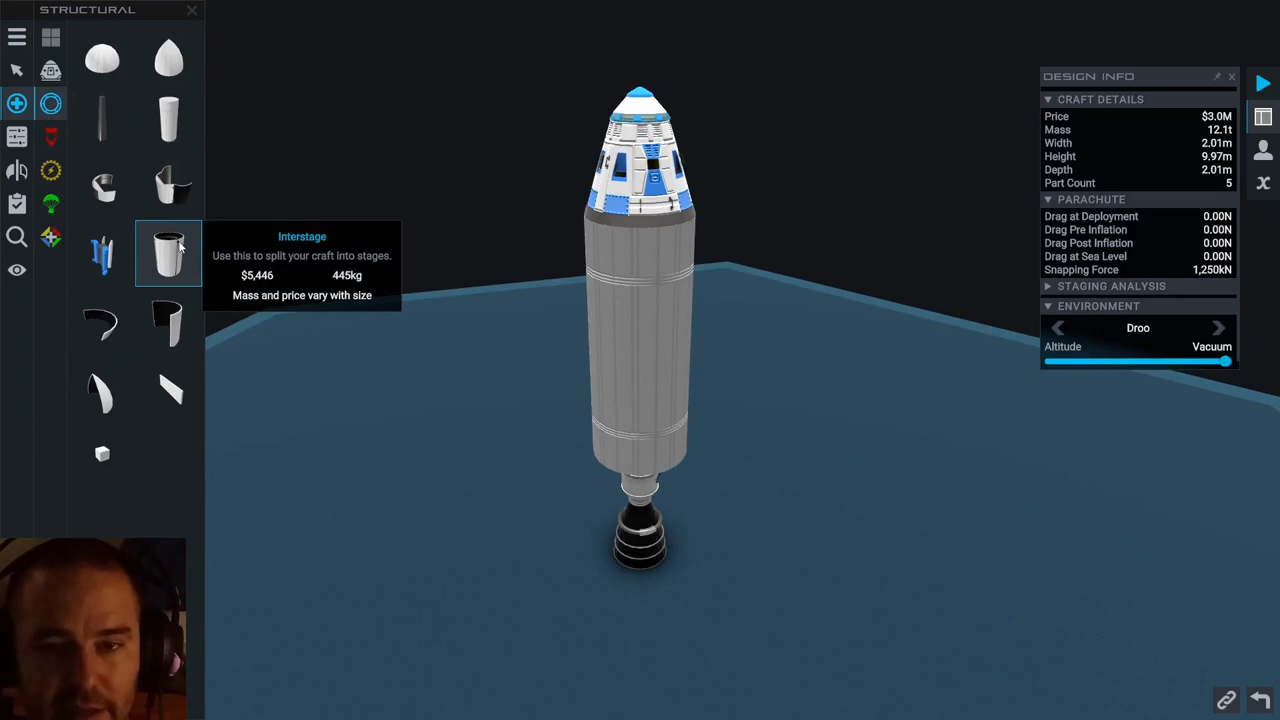 STRUCTURAL
Interstage
Use this to split your craft into stages.
$5,446 445kg
Mass and price vary with size
DESIGN INFO
CRAFT DETAILS
Price $3.0M
Mass 12.1t
Width 2.01m
Height 9.97m
Depth 2.01m
Part Count 5
PARACHUTE
Drag at Deployment 0.00N
Drag Pre Inflation 0.00N
Drag Post Inflation 0.00N
Drag at Sea Level 0.00N
Snapping Force 1,250kN
STAGING ANALYSIS
ENVIRONMENT
Droo
Altitude Vacuum